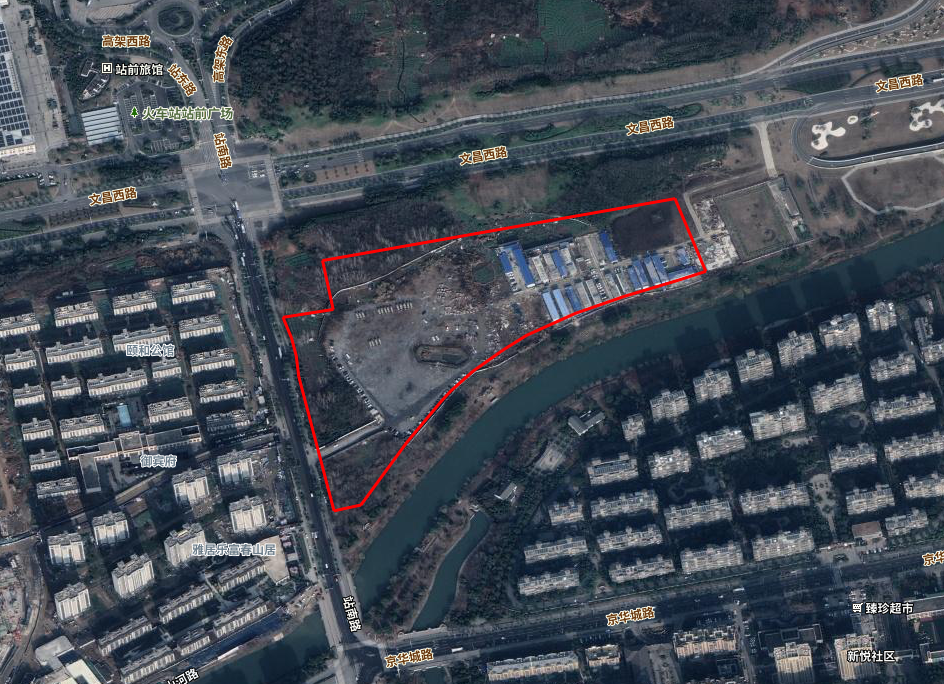 高架西路
高架东路
站东路
站前旅馆
火车站站前广场
站南路
文昌西路
文昌西路
文昌西路
文昌西路
颐和公馆
御宾府
雅居乐富春山居
站南路
京华城路
京华城路
京华
臻珍超市
新悦社区